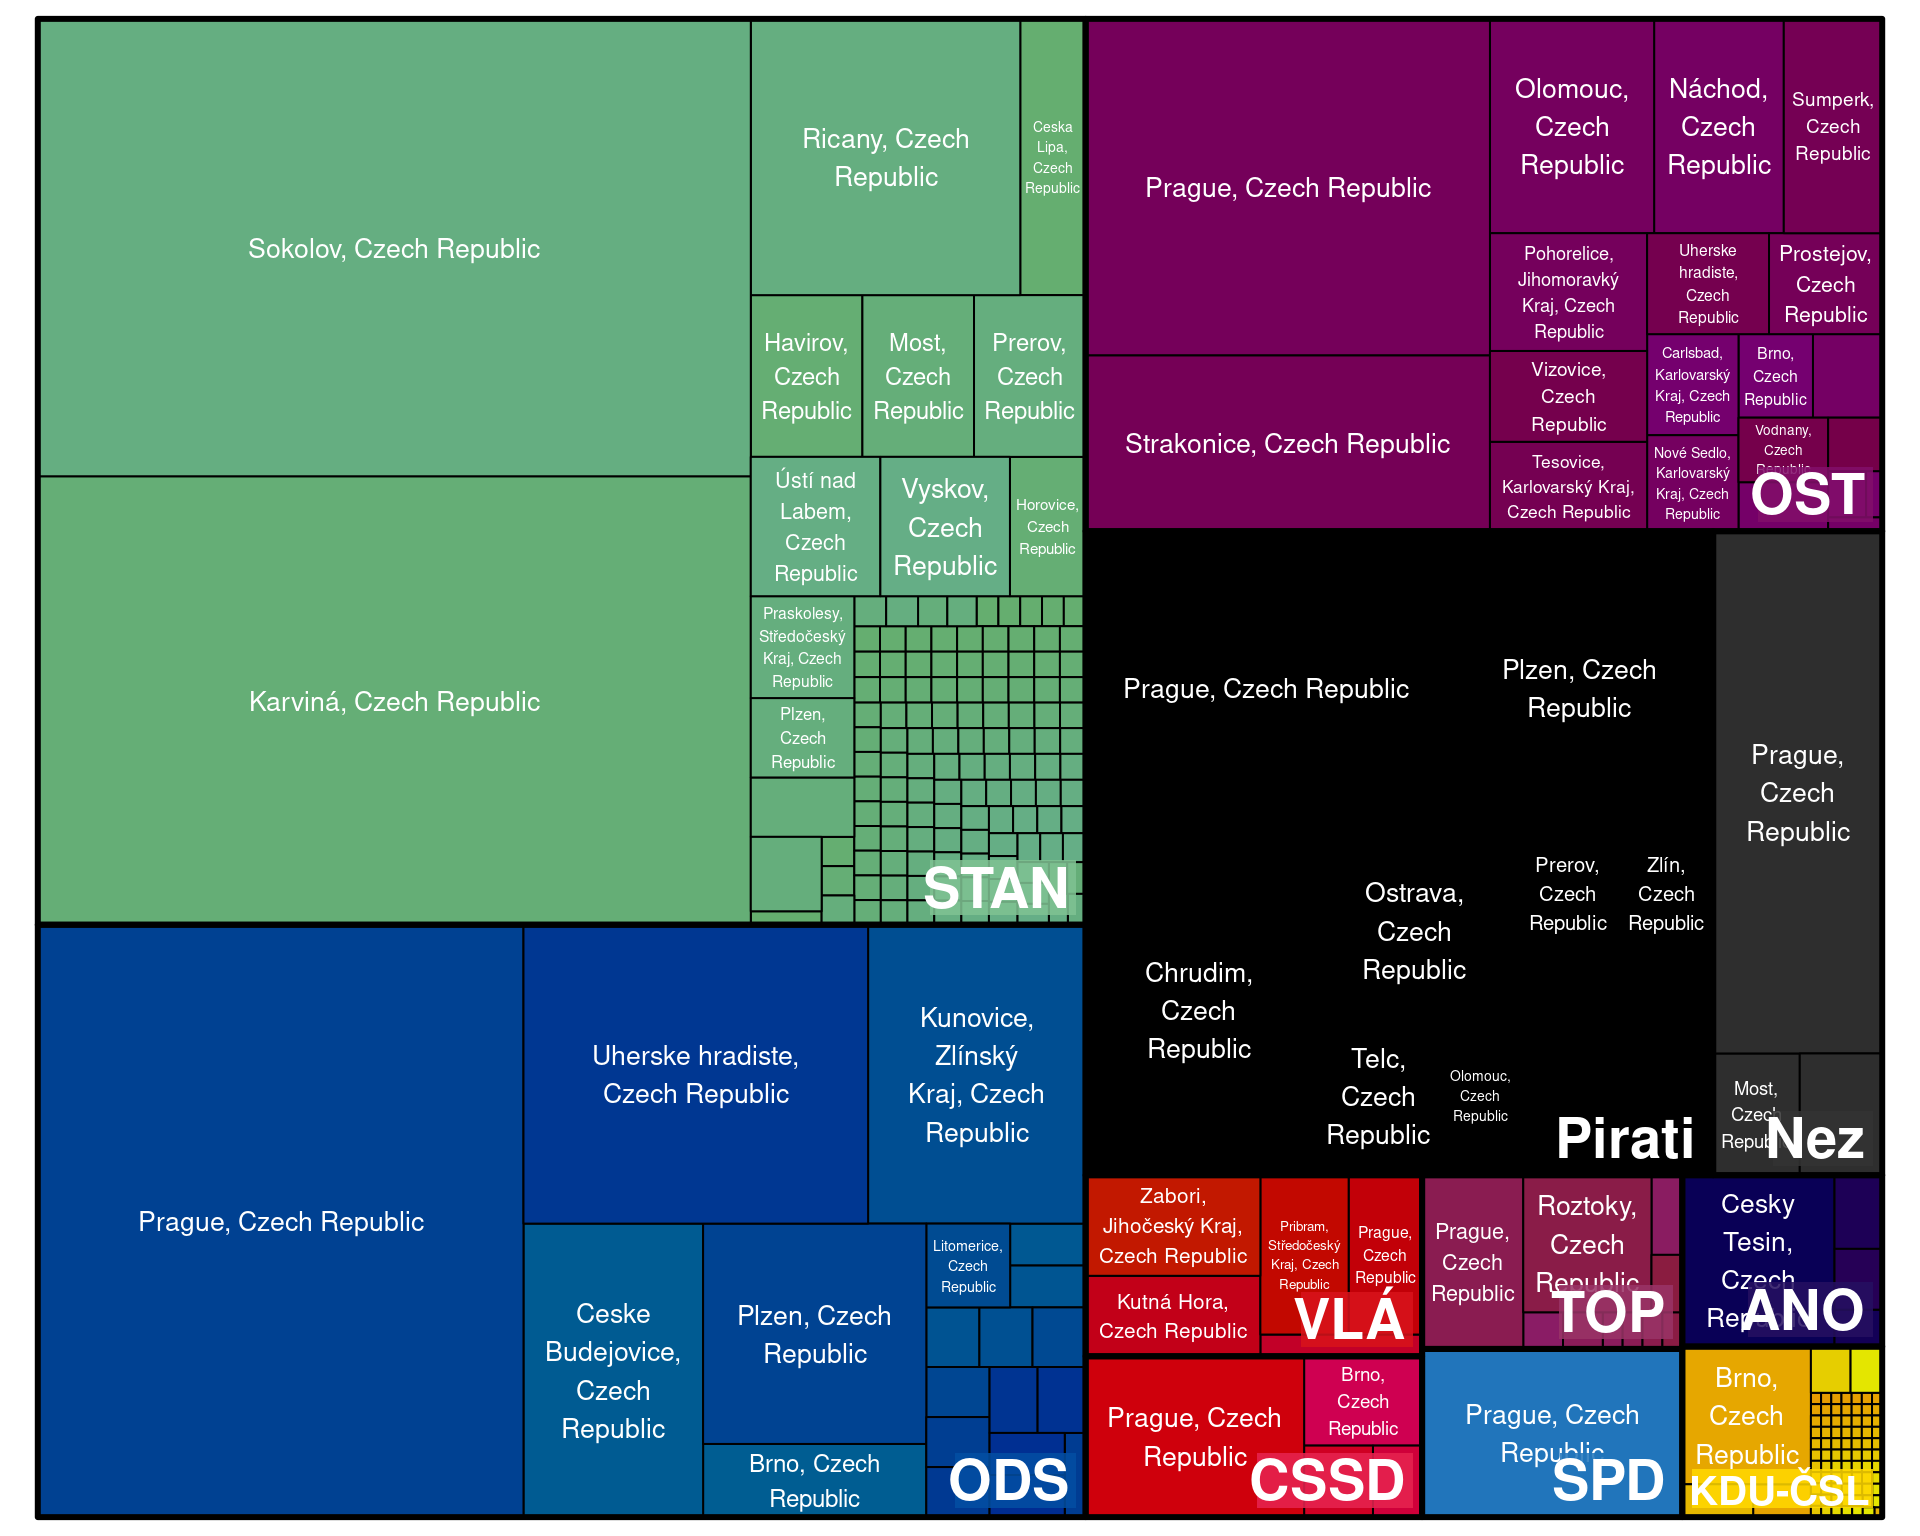 Sokolov, Czech Republic
Karviná, Czech Republic
Ricany, Czech
Republic
Ceska
Lipa,
Czech
Republic
Havirov,
Czech
Republic
Most,
Czech
Republic
Prerov,
Czech
Republic
Ústí nad
Labem,
Czech
Republic
Vyskov,
Czech
Republic
Horovice,
Czech
Republic
Praskolesy,
Středočeský
Kraj, Czech
Republic
Plzen,
Czech
Republic
STAN
Prague, Czech Republic
Uherske hradiste,
Czech Republic
Kunovice,
Zlínský
Kraj, Czech
Republic
Ceske
Budejovice,
Czech
Republic
Plzen, Czech
Republic
Brno, Czech
Republic
Litomerice,
Czech
Republic
ODS
Prague, Czech Republic
Strakonice, Czech Republic
Olomouc,
Czech
Republic
Náchod,
Czech
Republic
Sumperk,
Czech
Republic
Pohorelice,
Jihomoravký
Kraj, Czech
Republic
Uherske
hradiste,
Czech
Republic
Prostejov,
Czech
Republic
Vizovice,
Czech
Republic
Tesovice,
Karlovarský Kraj,
Czech Republic
Carlsbad,
Karlovarský
Kraj, Czech
Republic
Nové Sedlo,
Karlovarský
Kraj, Czech
Republic
Brno,
Czech
Republic
Vodnany,
Czech
Republic
OST
Prague, Czech Republic
Plzen, Czech
Republic
Chrudim,
Czech
Republic
Ostrava,
Czech
Republic
Prerov,
Czech
Republic
Zlín,
Czech
Republic
Telc,
Czech
Republic
Olomouc,
Czech
Republic
Pirati
Prague,
Czech
Republic
Most,
Czech
Republic
Nez
Zabori,
Jihočeský Kraj,
Czech Republic
Kutná Hora,
Czech Republic
Pribram,
Středočeský
Kraj, Czech
Republic
Prague,
Czech
Republic
VLÁ
Prague,
Czech
Republic
Roztoky,
Czech
Republic
TOP
Cesky
Tesin,
Czech
Republic
ANO
Prague, Czech
Republic
Brno,
Czech
Republic
CSSD
Prague, Czech
Republic
SPD
Brno,
Czech
Republic
KDU-ČSL